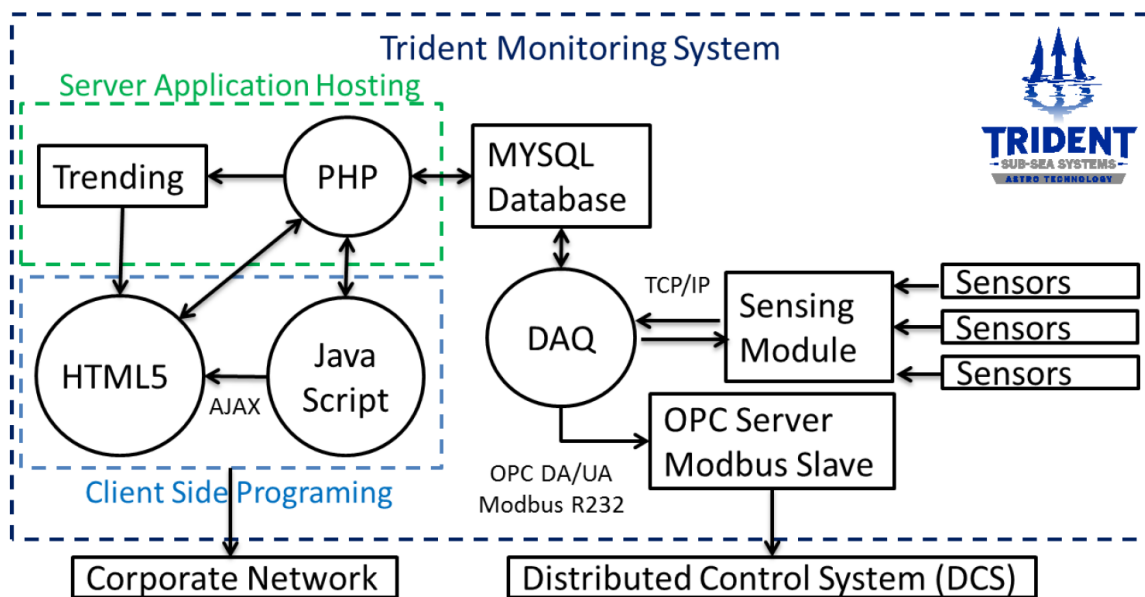 Trident Monitoring System
Server Application Hosting
TRIDENT
SUB-SEA SYSTEMS
ASTRO TECHNOLOGY
Trending
PHP
MYSQL
Database
HTML5
Java
Script
AJAX
DAQ
TCP/IP
Sensing
Module
Sensors
Sensors
Sensors
OPC Server
Modbus Slave
OPC DA/UA
Modbus R232
Client Side Programing
Corporate Network
Distributed Control System (DCS)